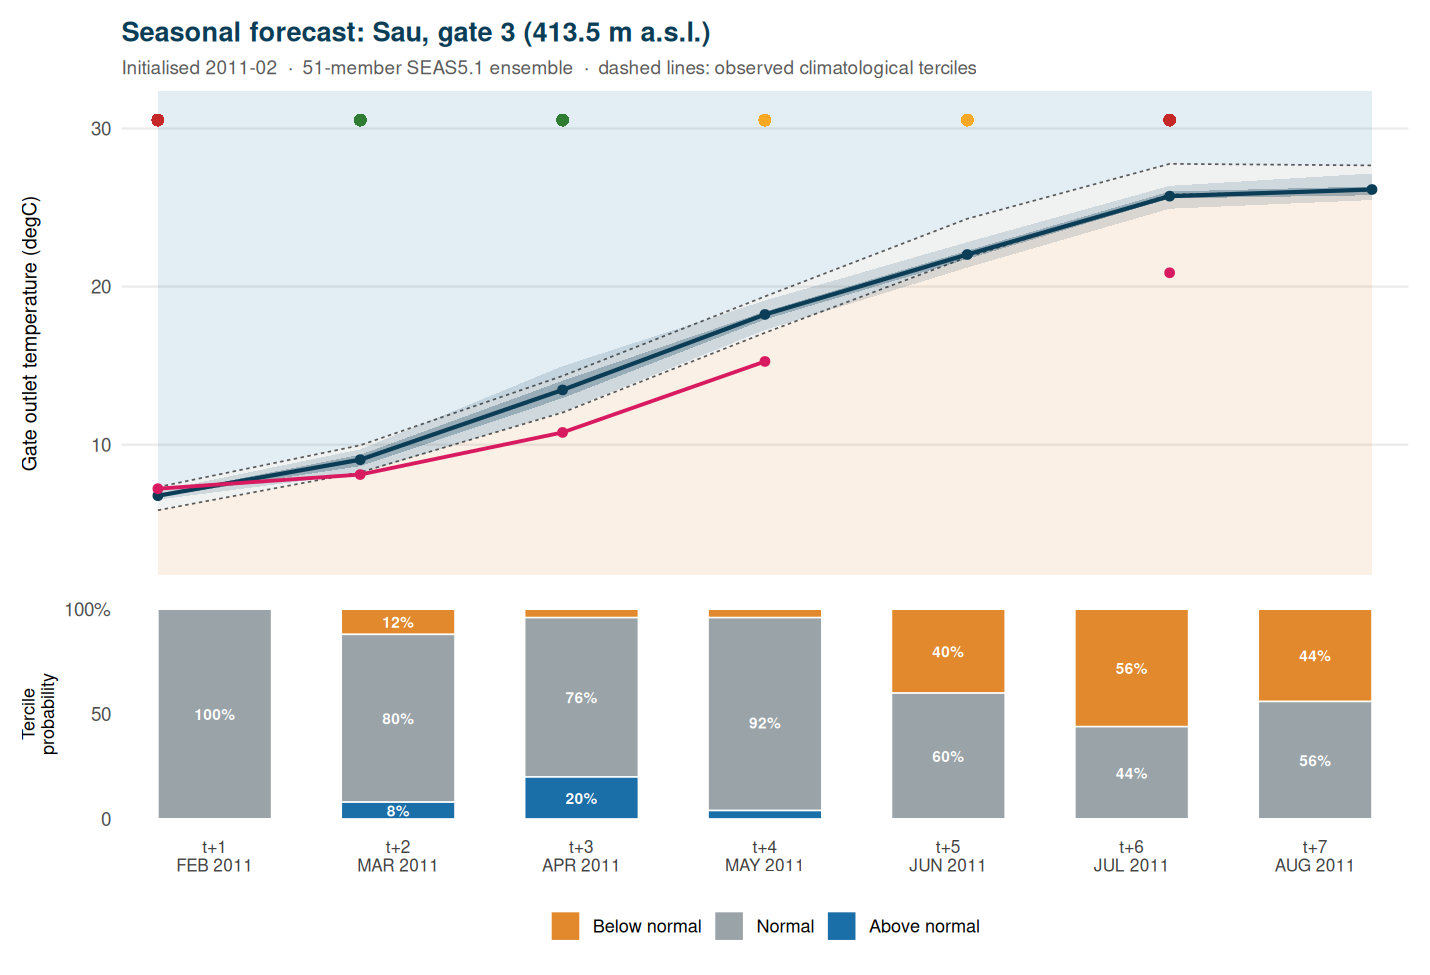 Seasonal forecast: Sau, gate 3 (413.5 m a.s.l.)
Initialised 2011-02 · 51-member SEAS5.1 ensemble · dashed lines: observed climatological terciles
30
20
10
Gate outlet temperature (degC)
100%
50
0
Tercile
probability
100%
12%
80%
8%
76%
20%
92%
40%
60%
56%
44%
44%
56%
t+1
FEB 2011
t+2
MAR 2011
t+3
APR 2011
t+4
MAY 2011
t+5
JUN 2011
t+6
JUL 2011
t+7
AUG 2011
Below normal
Normal
Above normal